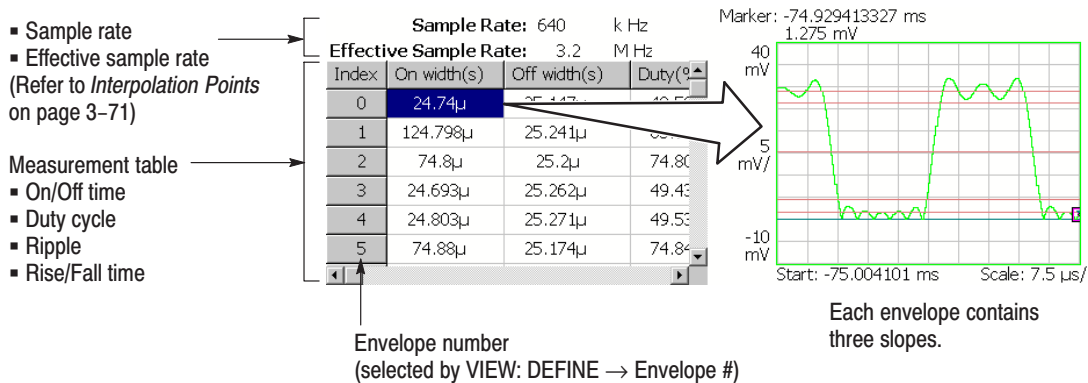 ▪ Sample rate
▪ Effective sample rate
(Refer to Interpolation Points
on page 3–71)
Measurement table
▪ On/Off time
▪ Duty cycle
▪ Ripple
▪ Rise/Fall time
Sample Rate: 640 k Hz
Effective Sample Rate: 3.2 M Hz
Index On width(s) Off width(s) Duty(%
0 24.74µ
1 124.798µ 25.241µ
2 74.8µ 25.2µ 74.80
3 24.693µ 25.262µ 49.43
4 24.803µ 25.271µ 49.53
5 74.88µ 25.174µ 74.84
Envelope number
(selected by VIEW: DEFINE → Envelope #)
Marker: -74.929413327 ms
1.275 mV
40
mV
5
mV/
-10
mV
Start: -75.004101 ms Scale: 7.5 µs/
Each envelope contains
three slopes.